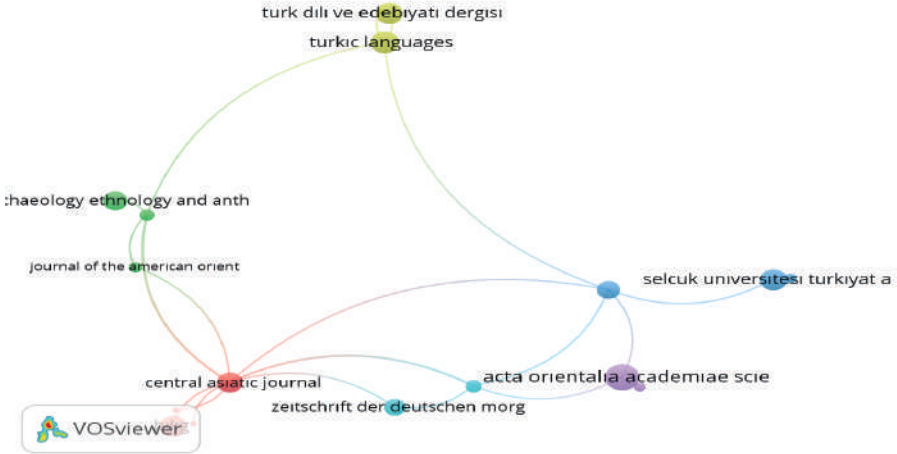 turk dılı ve edebıyatı dergısı
turkıc languages
chaeology ethnology and anth
journal of the amerıcan orıent
selcuk unıversıtesı turkıyat a
central asıatıc journal
acta orıentalıa academıae scıe
zeıtschrıft der deutschen morg
VOSviewer